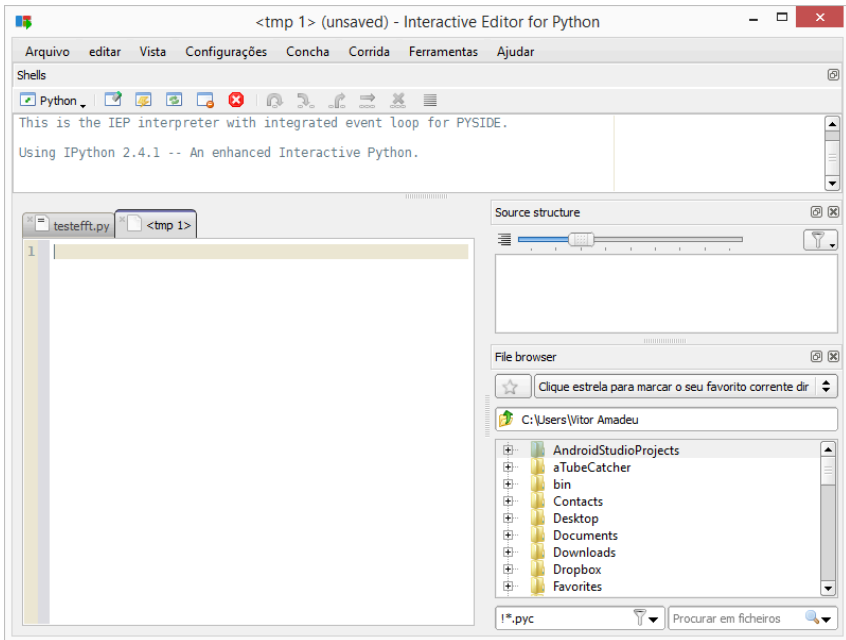 <tmp 1> (unsaved) - Interactive Editor for Python
Arquivo editar Vista Configurações Concha Corrida Ferramentas Ajudar
Shells
Python
This is the IEP interpreter with integrated event loop for PYSIDE.
Using IPython 2.4.1 -- An enhanced Interactive Python.
testefft.py <tmp 1>
1
Source structure
File browser
Clique estrela para marcar o seu favorito corrente dir
C:\Users\Vitor Amadeu
AndroidStudioProjects
aTubeCatcher
bin
Contacts
Desktop
Documents
Downloads
Dropbox
Favorites
!*.pyc Procurar em ficheiros